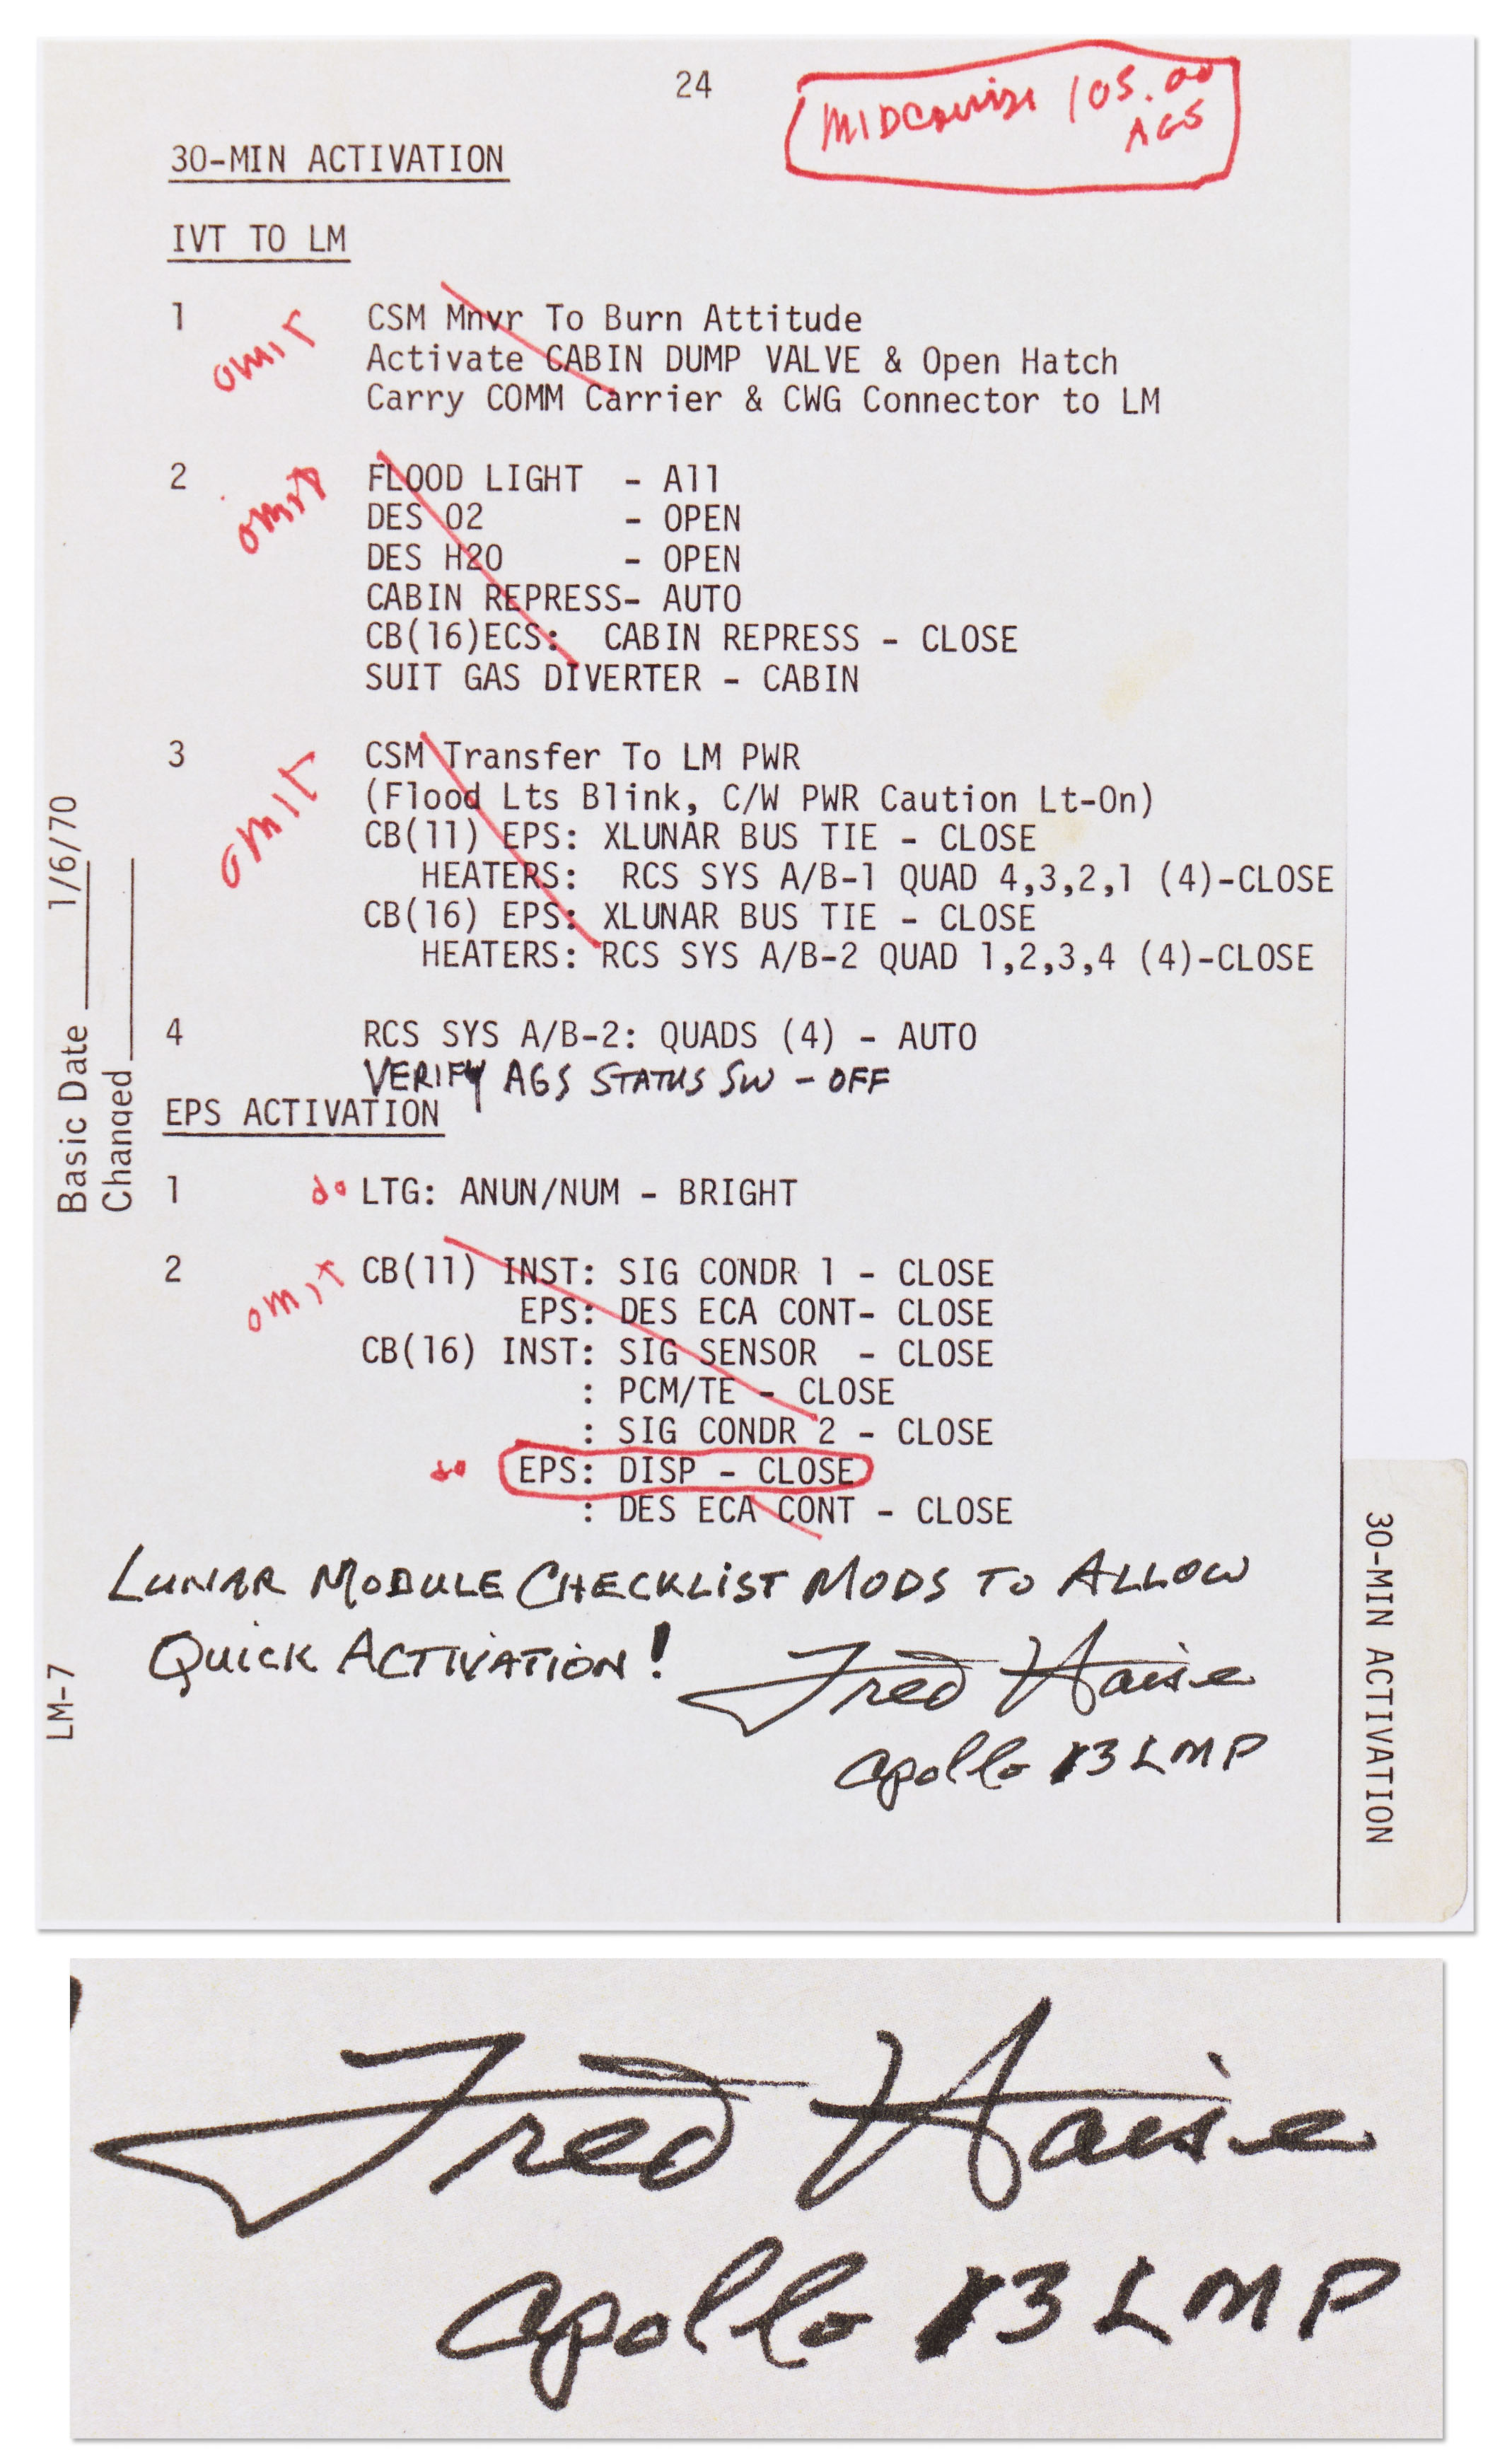 24
MIDCOURSE 105.00
AGS
30-MIN ACTIVATION
IVT TO LM
1 omit CSM Mnvr To Burn Attitude
Activate CABIN DUMP VALVE & Open Hatch
Carry COMM Carrier & CWG Connector to LM
2 omit FLOOD LIGHT - All
DES O2 - OPEN
DES H2O - OPEN
CABIN REPRESS- AUTO
CB(16)ECS: CABIN REPRESS - CLOSE
SUIT GAS DIVERTER - CABIN
3 omit CSM Transfer To LM PWR
(Flood Lts Blink, C/W PWR Caution Lt-On)
CB(11) EPS: XLUNAR BUS TIE - CLOSE
HEATERS: RCS SYS A/B-1 QUAD 4,3,2,1 (4)-CLOSE
CB(16) EPS: XLUNAR BUS TIE - CLOSE
HEATERS: RCS SYS A/B-2 QUAD 1,2,3,4 (4)-CLOSE
4 RCS SYS A/B-2: QUADS (4) - AUTO
VERIFY AGS STATUS SW - OFF
EPS ACTIVATION
1 do LTG: ANUN/NUM - BRIGHT
2 omit CB(11) INST: SIG CONDR 1 - CLOSE
EPS: DES ECA CONT- CLOSE
CB(16) INST: SIG SENSOR - CLOSE
: PCM/TE - CLOSE
: SIG CONDR 2 - CLOSE
do EPS: DISP - CLOSE
: DES ECA CONT - CLOSE
LUNAR MODULE CHECKLIST MODS TO ALLOW
QUICK ACTIVATION!
Fred Haise
Apollo 13 LMP
Basic Date 1/6/70
Changed
LM-7
30-MIN ACTIVATION
Fred Haise
Apollo 13 LMP